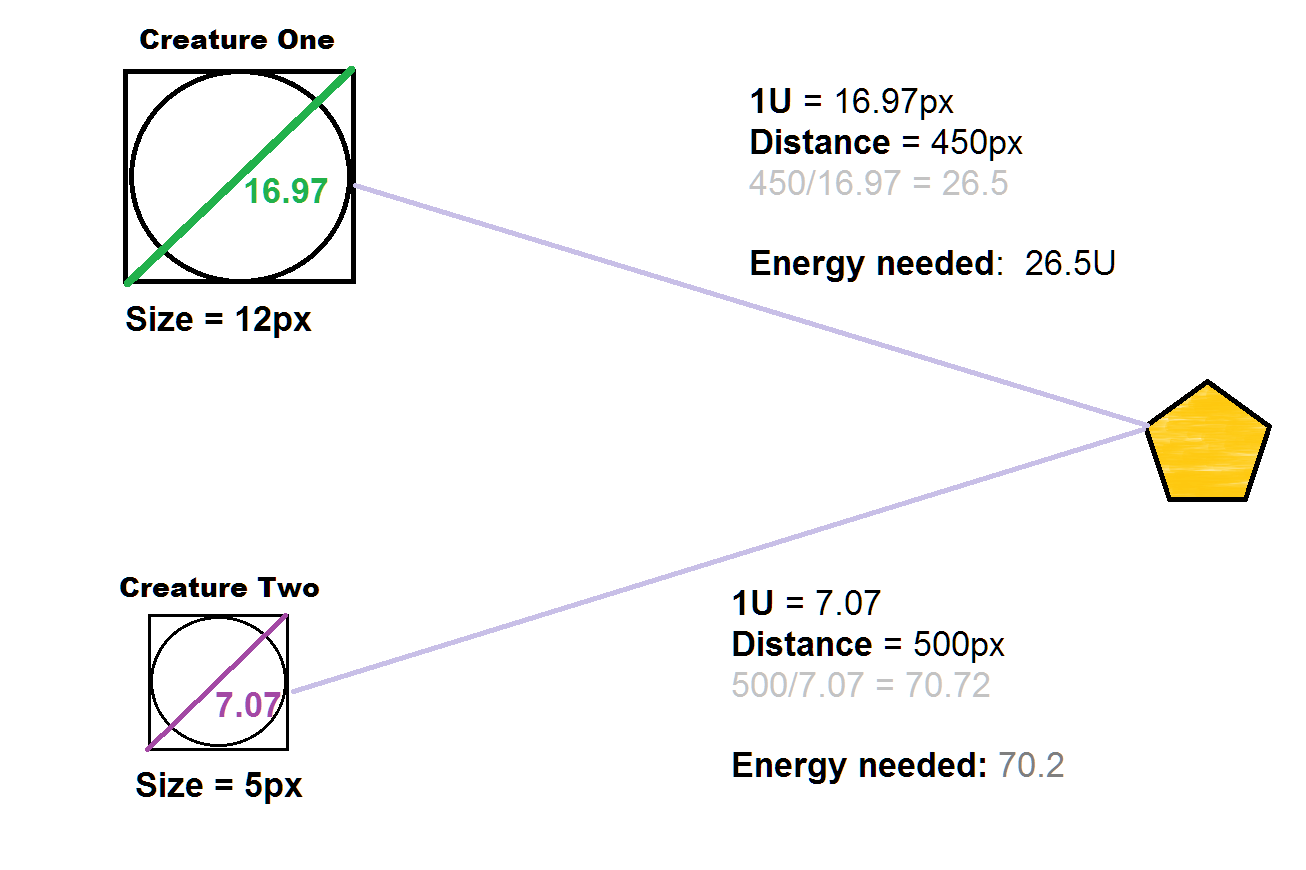 Creature One
16.97
Size = 12px
1U = 16.97px
Distance = 450px
450/16.97 = 26.5
Energy needed: 26.5U
Creature Two
7.07
Size = 5px
1U = 7.07
Distance = 500px
500/7.07 = 70.72
Energy needed: 70.2